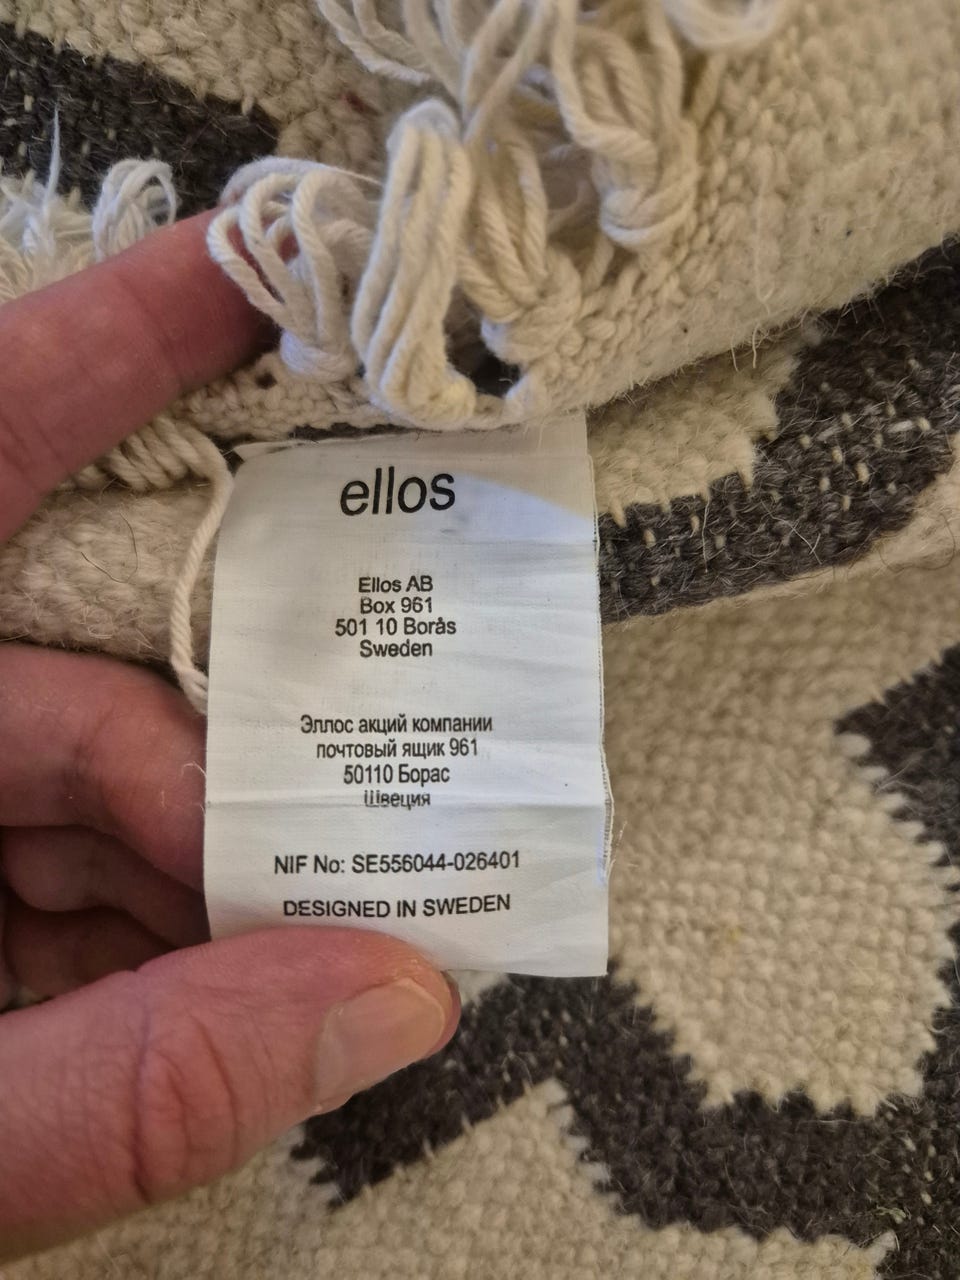 ellos
Ellos AB
Box 961
501 10 Borås
Sweden
Эллос акций компании
почтовый ящик 961
50110 Борас
Швеция
NIF No: SE556044-026401
DESIGNED IN SWEDEN